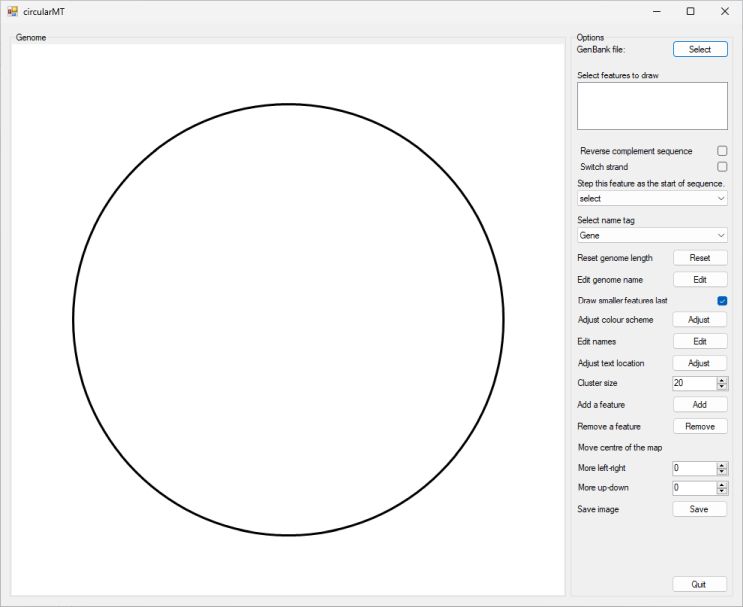 circularMT
Genome
Options
GenBank file: Select
Select features to draw
Reverse complement sequence
Switch strand
Step this feature as the start of sequence.
select
Select name tag
Gene
Reset genome length Reset
Edit genome name Edit
Draw smaller features last
Adjust colour scheme Adjust
Edit names Edit
Adjust text location Adjust
Cluster size 20
Add a feature Add
Remove a feature Remove
Move centre of the map
More left-right 0
More up-down 0
Save image Save
Quit